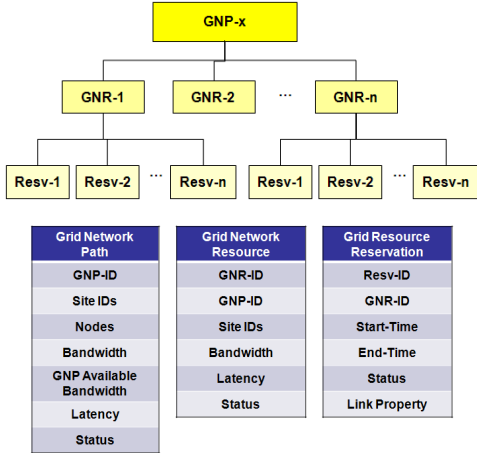 GNP-x
GNR-1 GNR-2 ... GNR-n
Resv-1 Resv-2 ... Resv-n Resv-1 Resv-2 ... Resv-n
Grid Network
Path
GNP-ID
Site IDs
Nodes
Bandwidth
GNP Available
Bandwidth
Latency
Status
Grid Network
Resource
GNR-ID
GNP-ID
Site IDs
Bandwidth
Latency
Status
Grid Resource
Reservation
Resv-ID
GNR-ID
Start-Time
End-Time
Status
Link Property